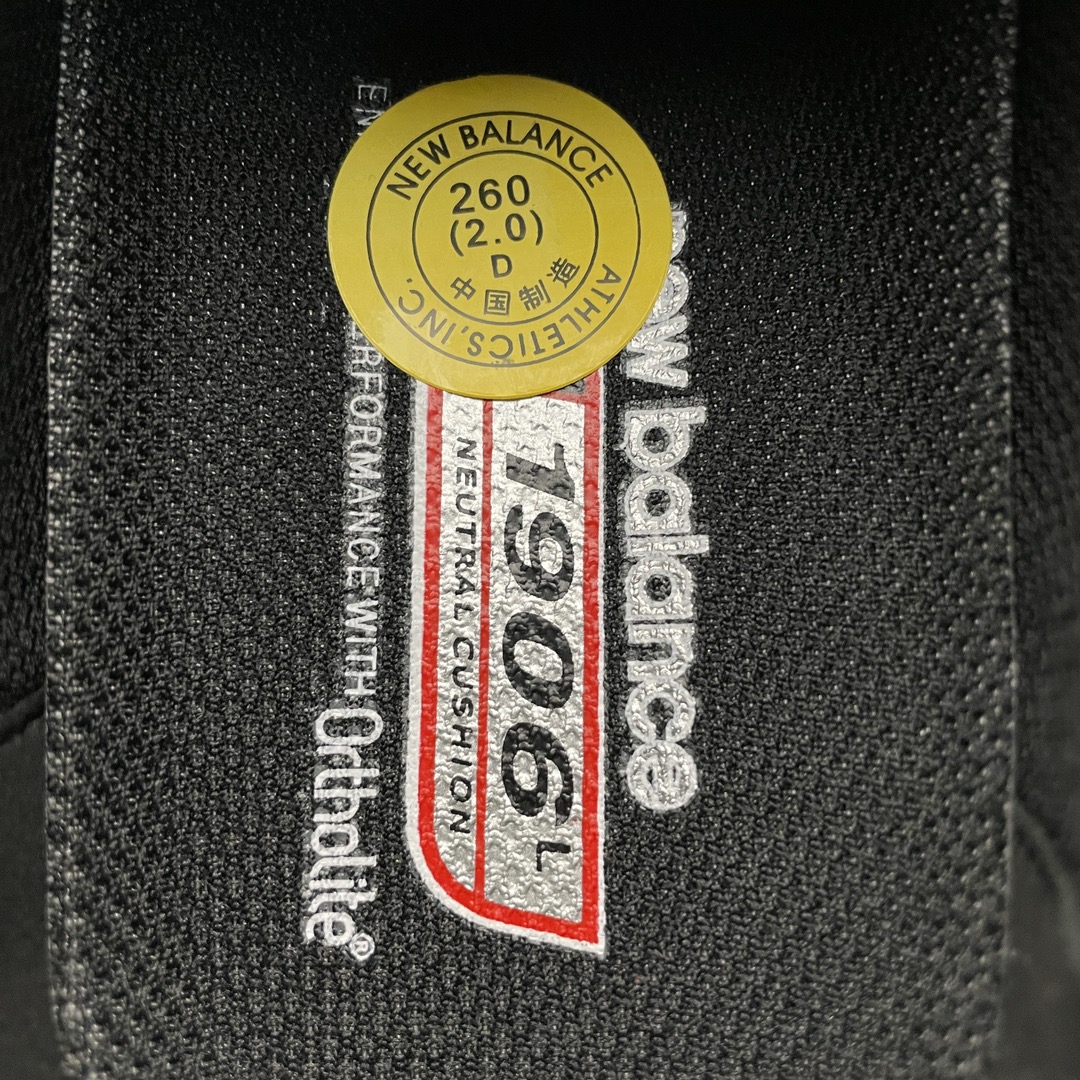 NEW BALANCE
260
(2.0)
D
中国制造
ATHLETICS, INC.
new balance
1906L
NEUTRAL CUSHION
PERFORMANCE WITH OrthoLite®